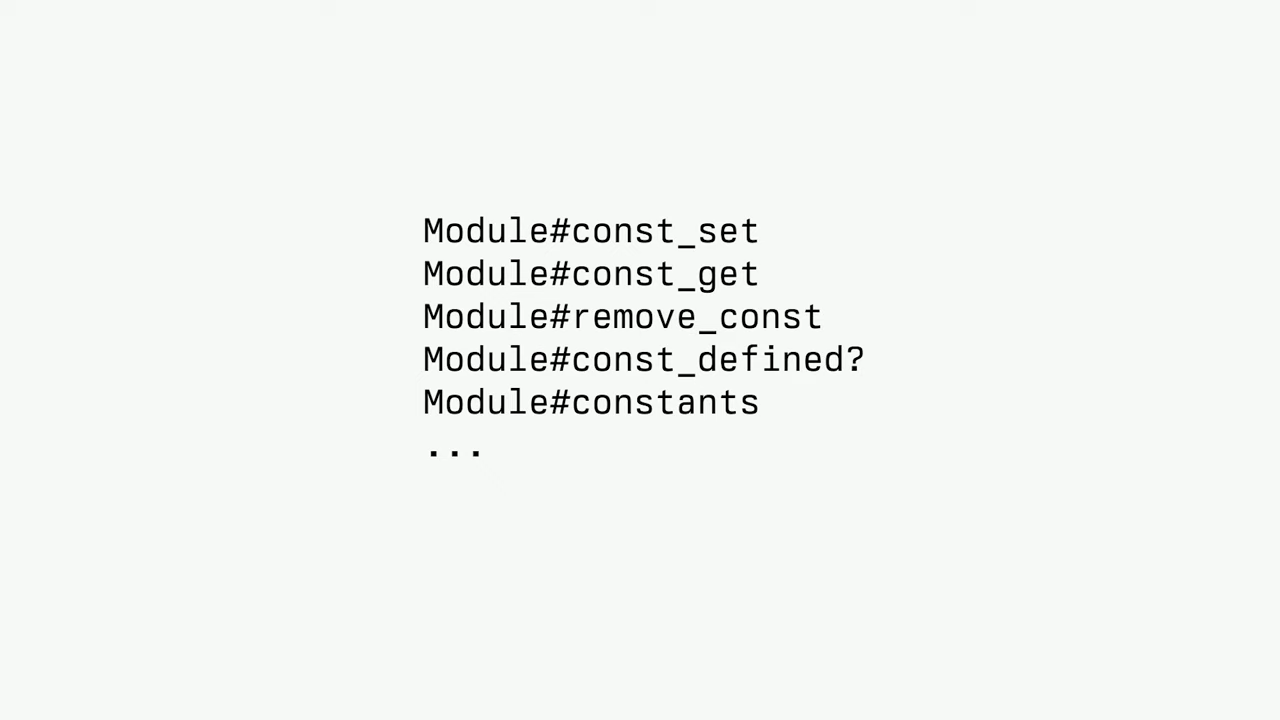 Module#const_set
Module#const_get
Module#remove_const
Module#const_defined?
Module#constants
...